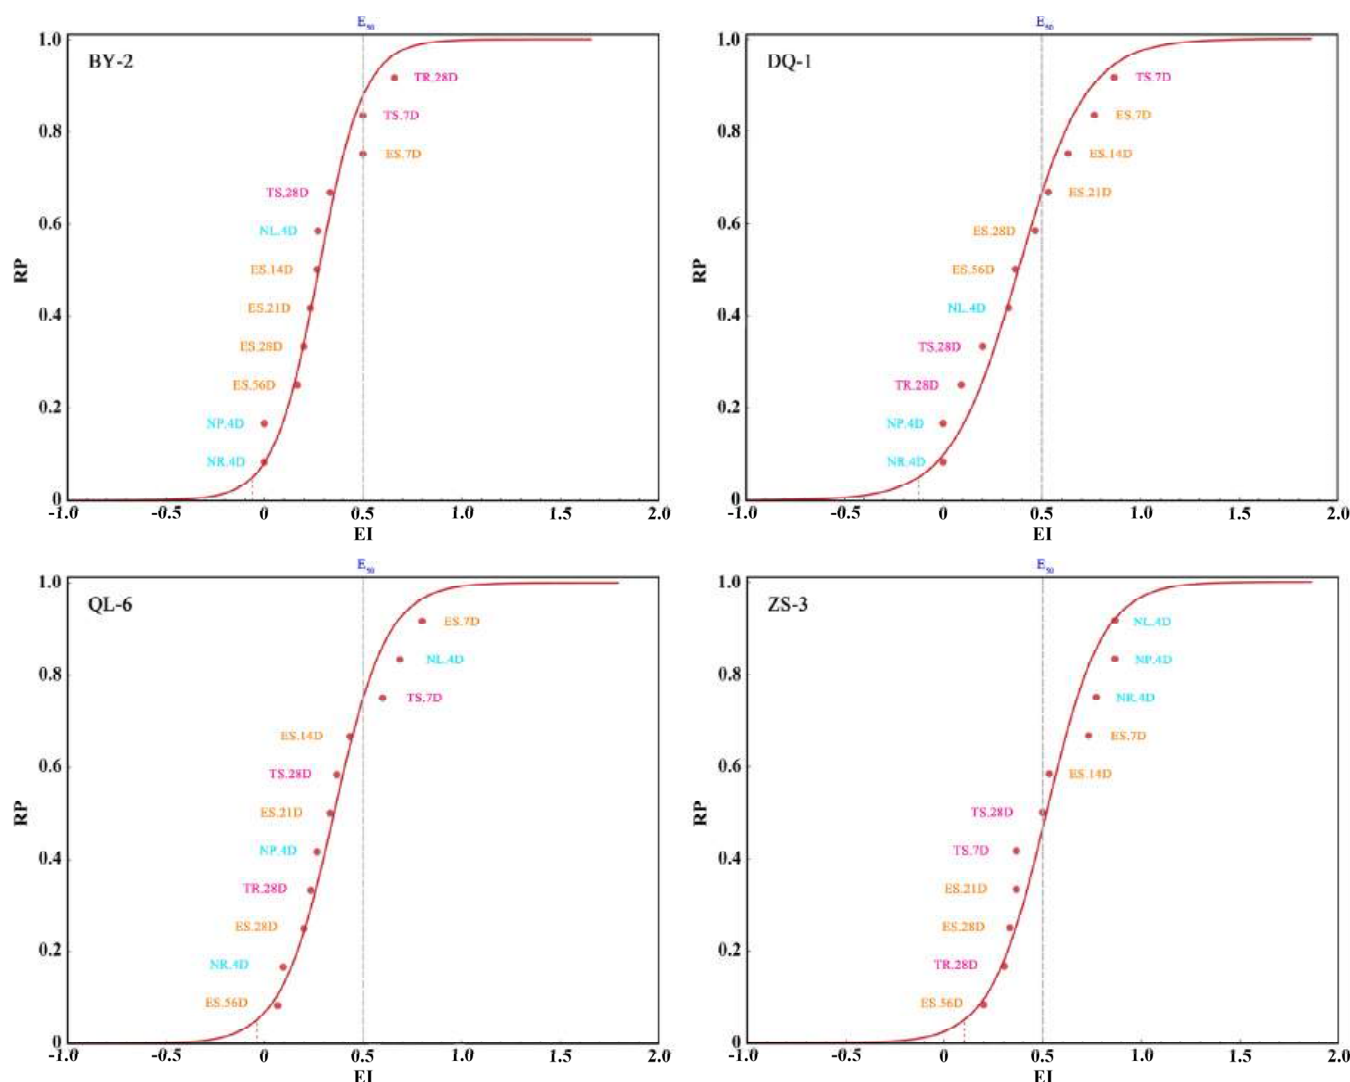 E50
1.0
BY-2
TR.28D
TS.7D
0.8
ES.7D
TS.28D
0.6
NL.4D
RP
ES.14D
0.4
ES.21D
ES.28D
ES.56D
0.2
NP.4D
NR.4D
0
-1.0 -0.5 0 0.5 1.0 1.5 2.0
EI
E50
1.0
DQ-1
TS.7D
0.8
ES.7D
ES.14D
ES.21D
0.6
ES.28D
RP
ES.56D
0.4
NL.4D
TS.28D
TR.28D
0.2
NP.4D
NR.4D
0
-1.0 -0.5 0 0.5 1.0 1.5 2.0
EI
E50
1.0
QL-6
ES.7D
NL.4D
0.8
TS.7D
ES.14D
0.6
TS.28D
RP
ES.21D
0.4
NP.4D
TR.28D
ES.28D
0.2
NR.4D
ES.56D
0
-1.0 -0.5 0 0.5 1.0 1.5 2.0
EI
E50
1.0
ZS-3
NL.4D
NP.4D
0.8
NR.4D
ES.7D
0.6
ES.14D
RP
TS.28D
TS.7D
0.4
ES.21D
ES.28D
0.2
TR.28D
ES.56D
0
-1.0 -0.5 0 0.5 1.0 1.5 2.0
EI